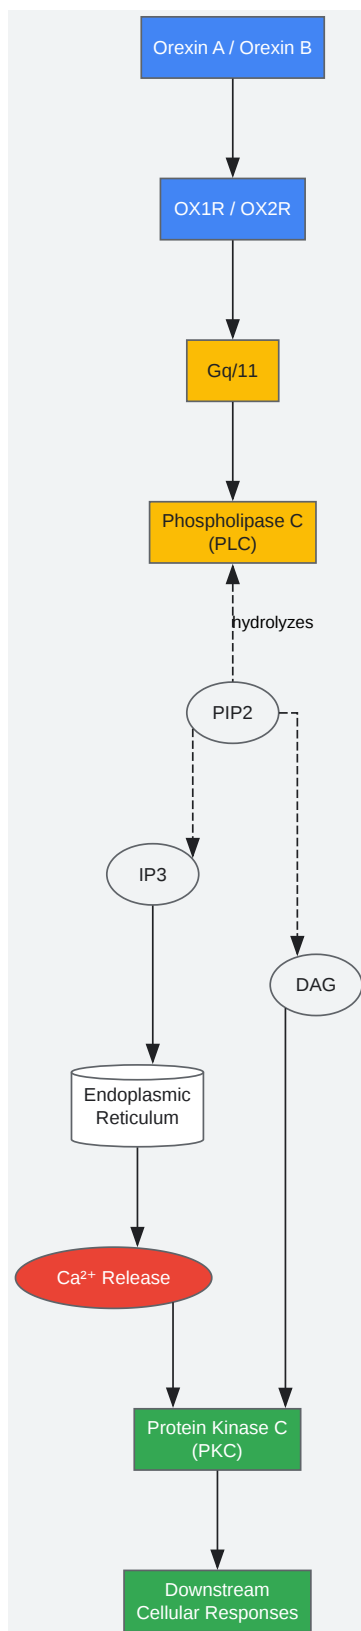 Orexin A / Orexin B
OX1R / OX2R
Gq/11
Phospholipase C
(PLC)
hydrolyzes
PIP2
IP3
DAG
Endoplasmic
Reticulum
Ca²⁺ Release
Protein Kinase C
(PKC)
Downstream
Cellular Responses